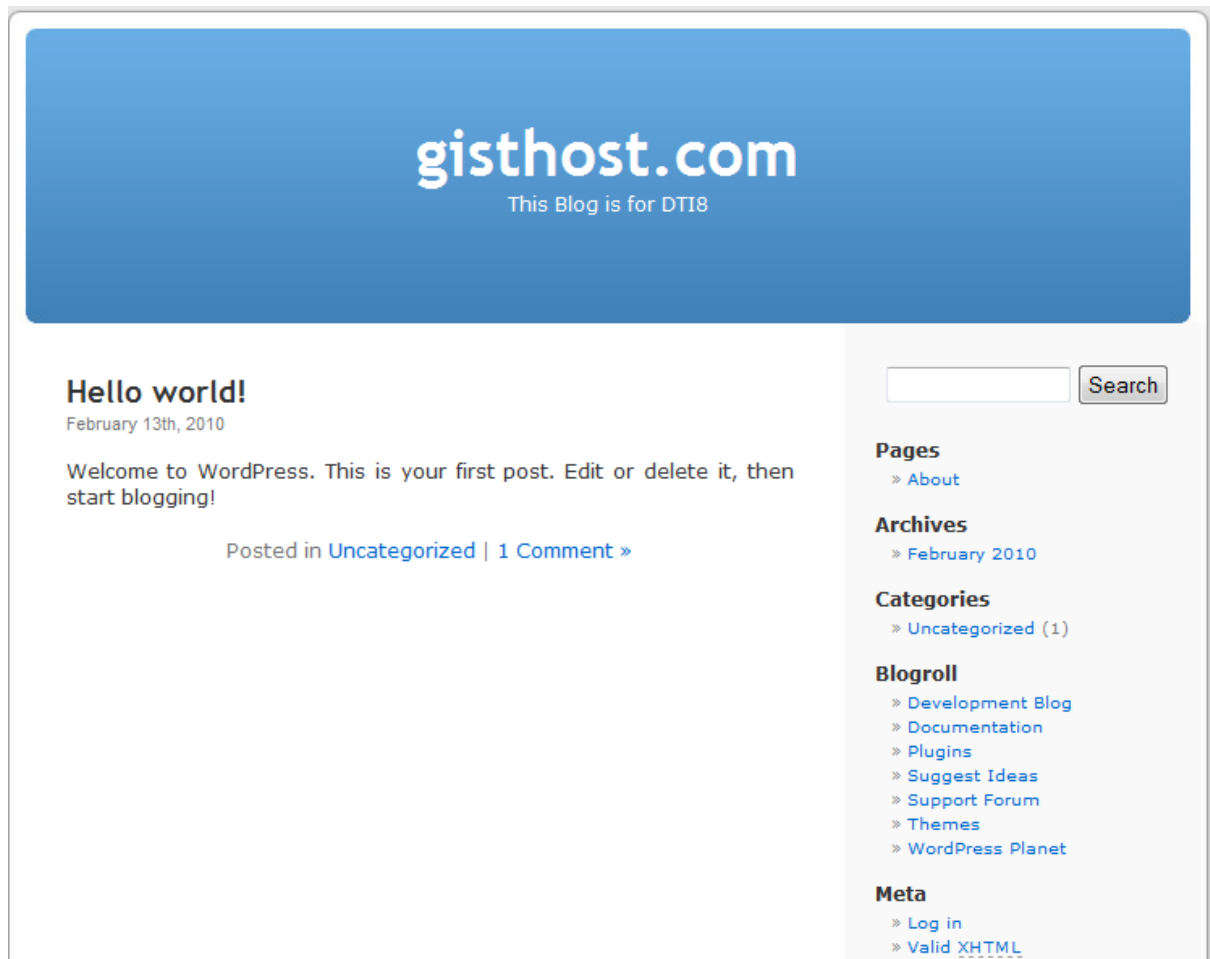 gisthost.com
This Blog is for DTI8
Hello world!
February 13th, 2010
Welcome to WordPress. This is your first post. Edit or delete it, then
start blogging!
Posted in Uncategorized | 1 Comment »
Search
Pages
» About
Archives
» February 2010
Categories
» Uncategorized (1)
Blogroll
» Development Blog
» Documentation
» Plugins
» Suggest Ideas
» Support Forum
» Themes
» WordPress Planet
Meta
» Log in
» Valid XHTML